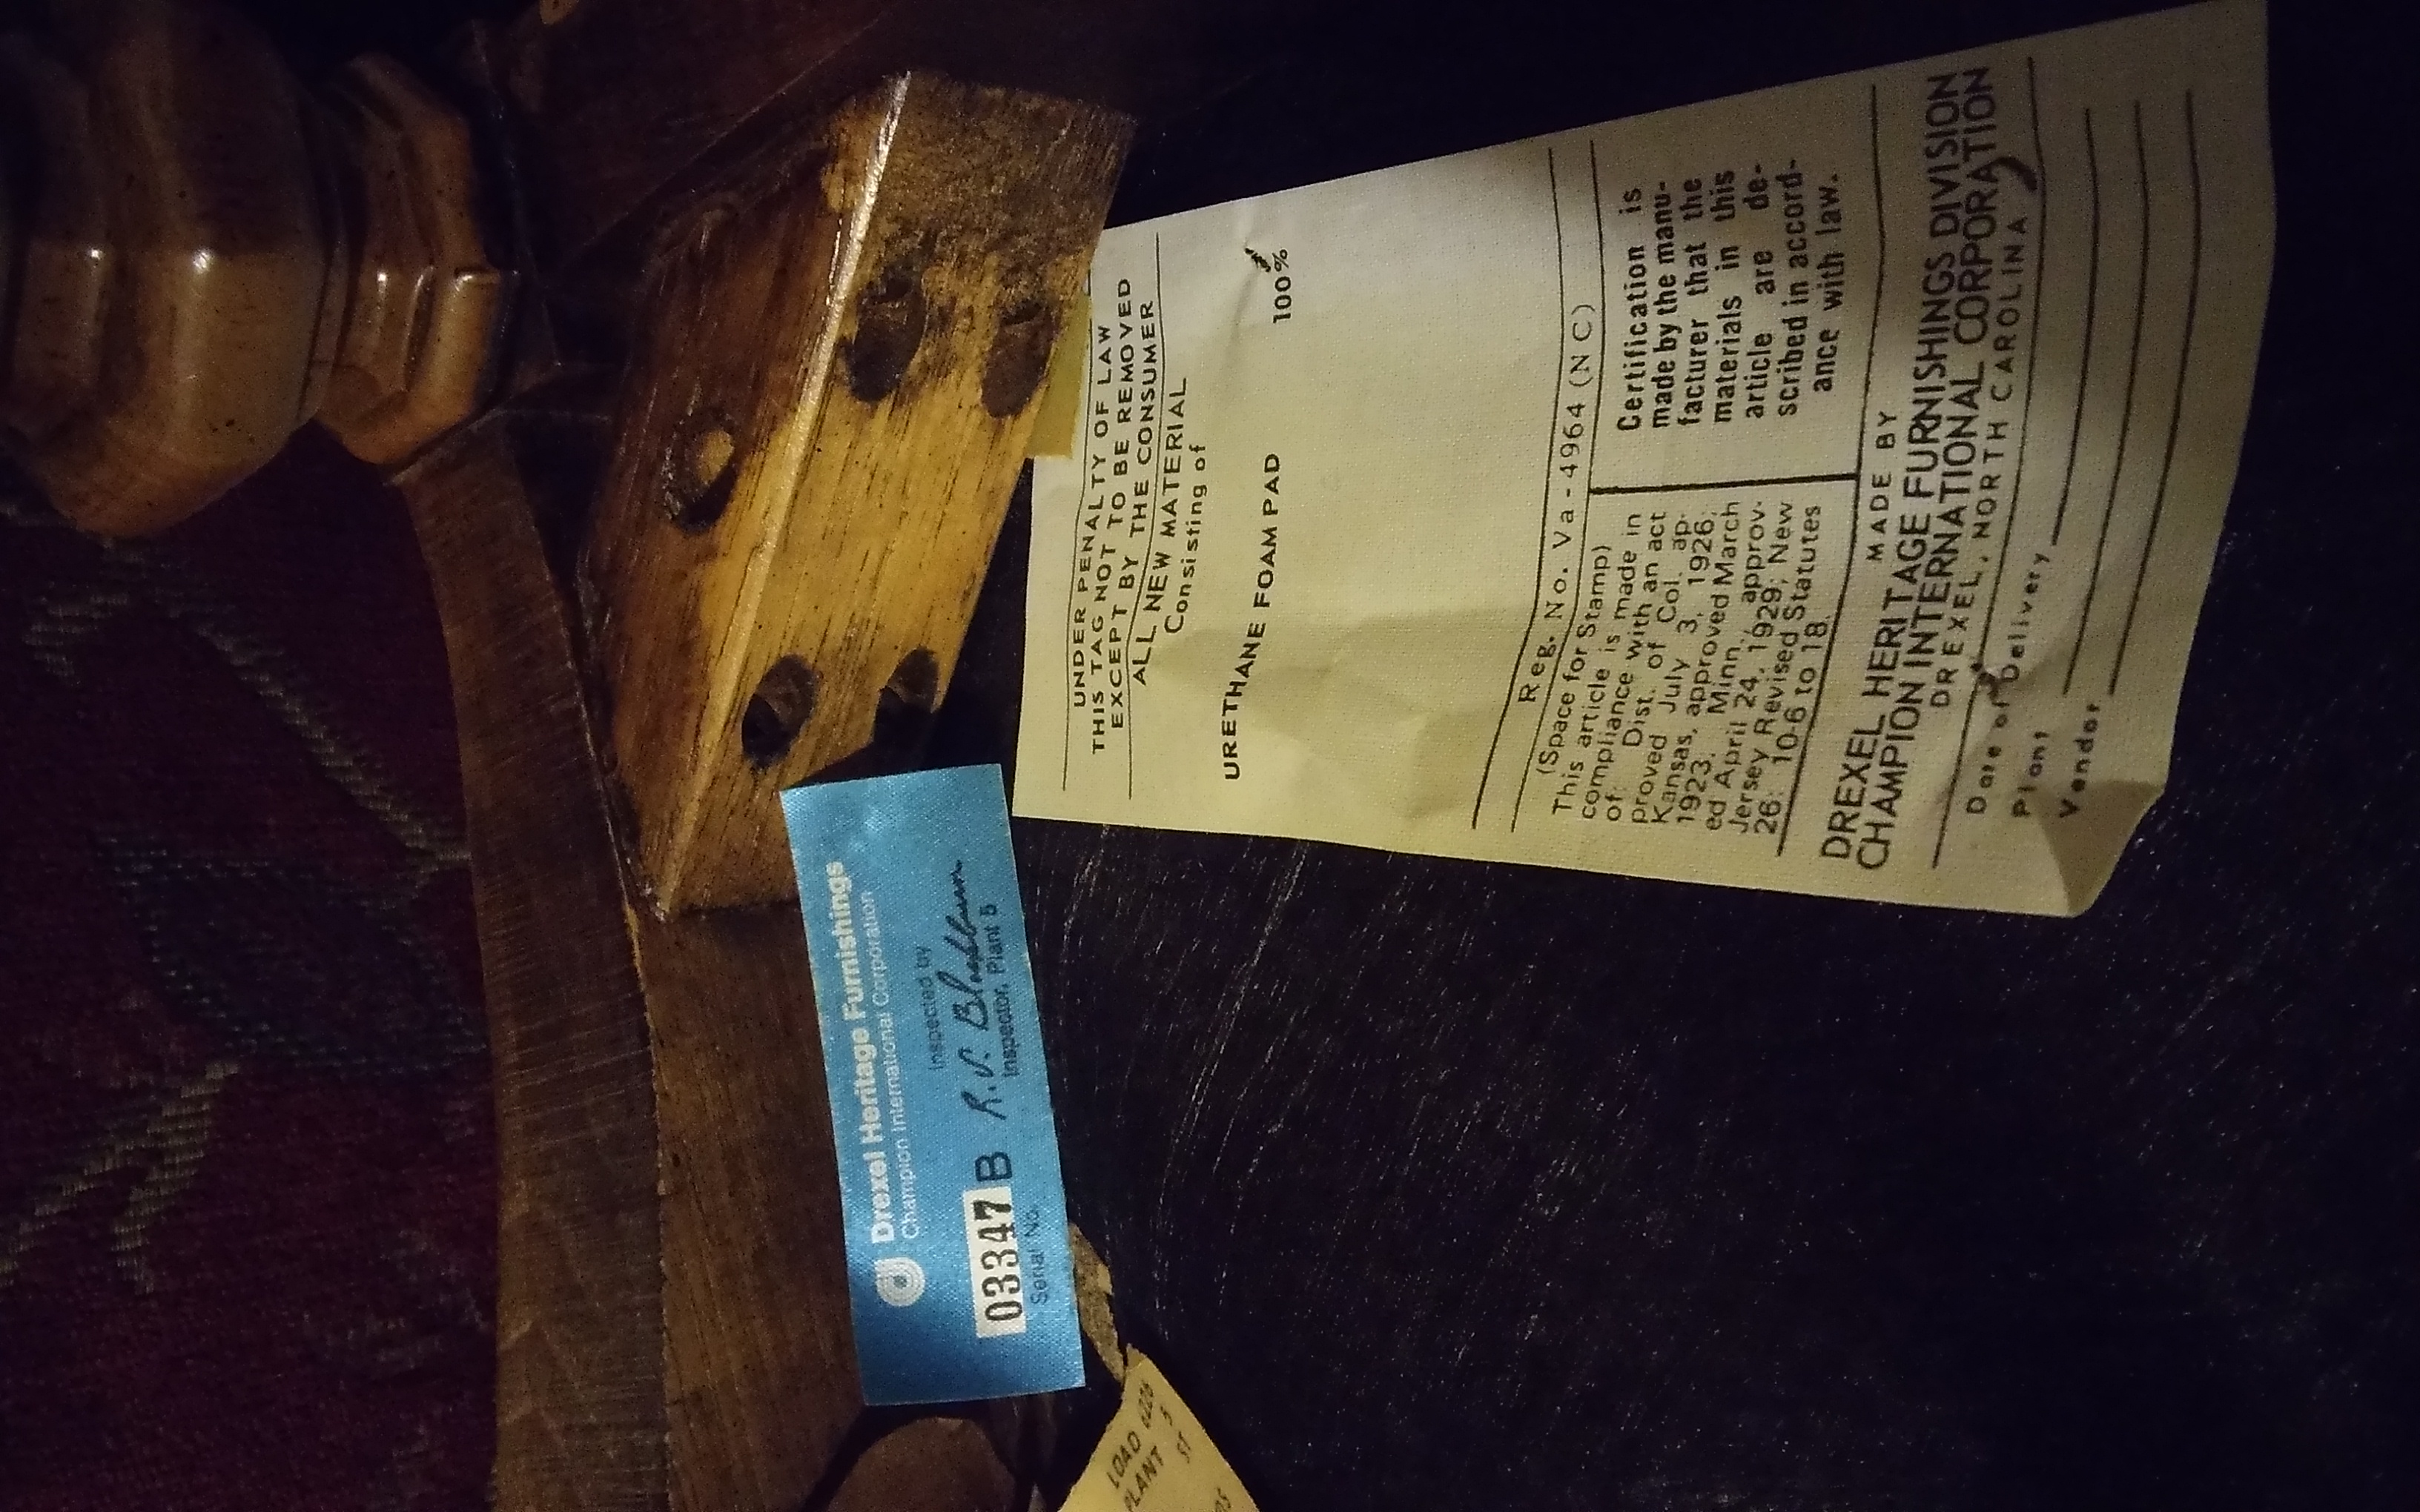 UNDER PENALTY OF LAW
THIS TAG NOT TO BE REMOVED
EXCEPT BY THE CONSUMER
ALL NEW MATERIAL
Consisting of
URETHANE FOAM PAD 100%
Reg. No. Va - 4964 (N C)
(Space for Stamp)
This article is made in
compliance with an act
of: Dist. of Col. ap-
proved July 3, 1926;
Kansas, approved March
1923; Minn., approv-
ed April 24, 1929; New
Jersey Revised Statutes
26: 10-6 to 18.
Certification is
made by the manu-
facturer that the
materials in this
article are de-
scribed in accord-
ance with law.
MADE BY
DREXEL HERITAGE FURNISHINGS DIVISION
CHAMPION INTERNATIONAL CORPORATION
DREXEL, NORTH CAROLINA
Date of Delivery
Plant
Vendor
Drexel Heritage Furnishings
Champion International Corporation
Inspected by
03347 B R.V. Blackburn
Serial No. Inspector, Plant 5
LOAD 026
PLANT 5